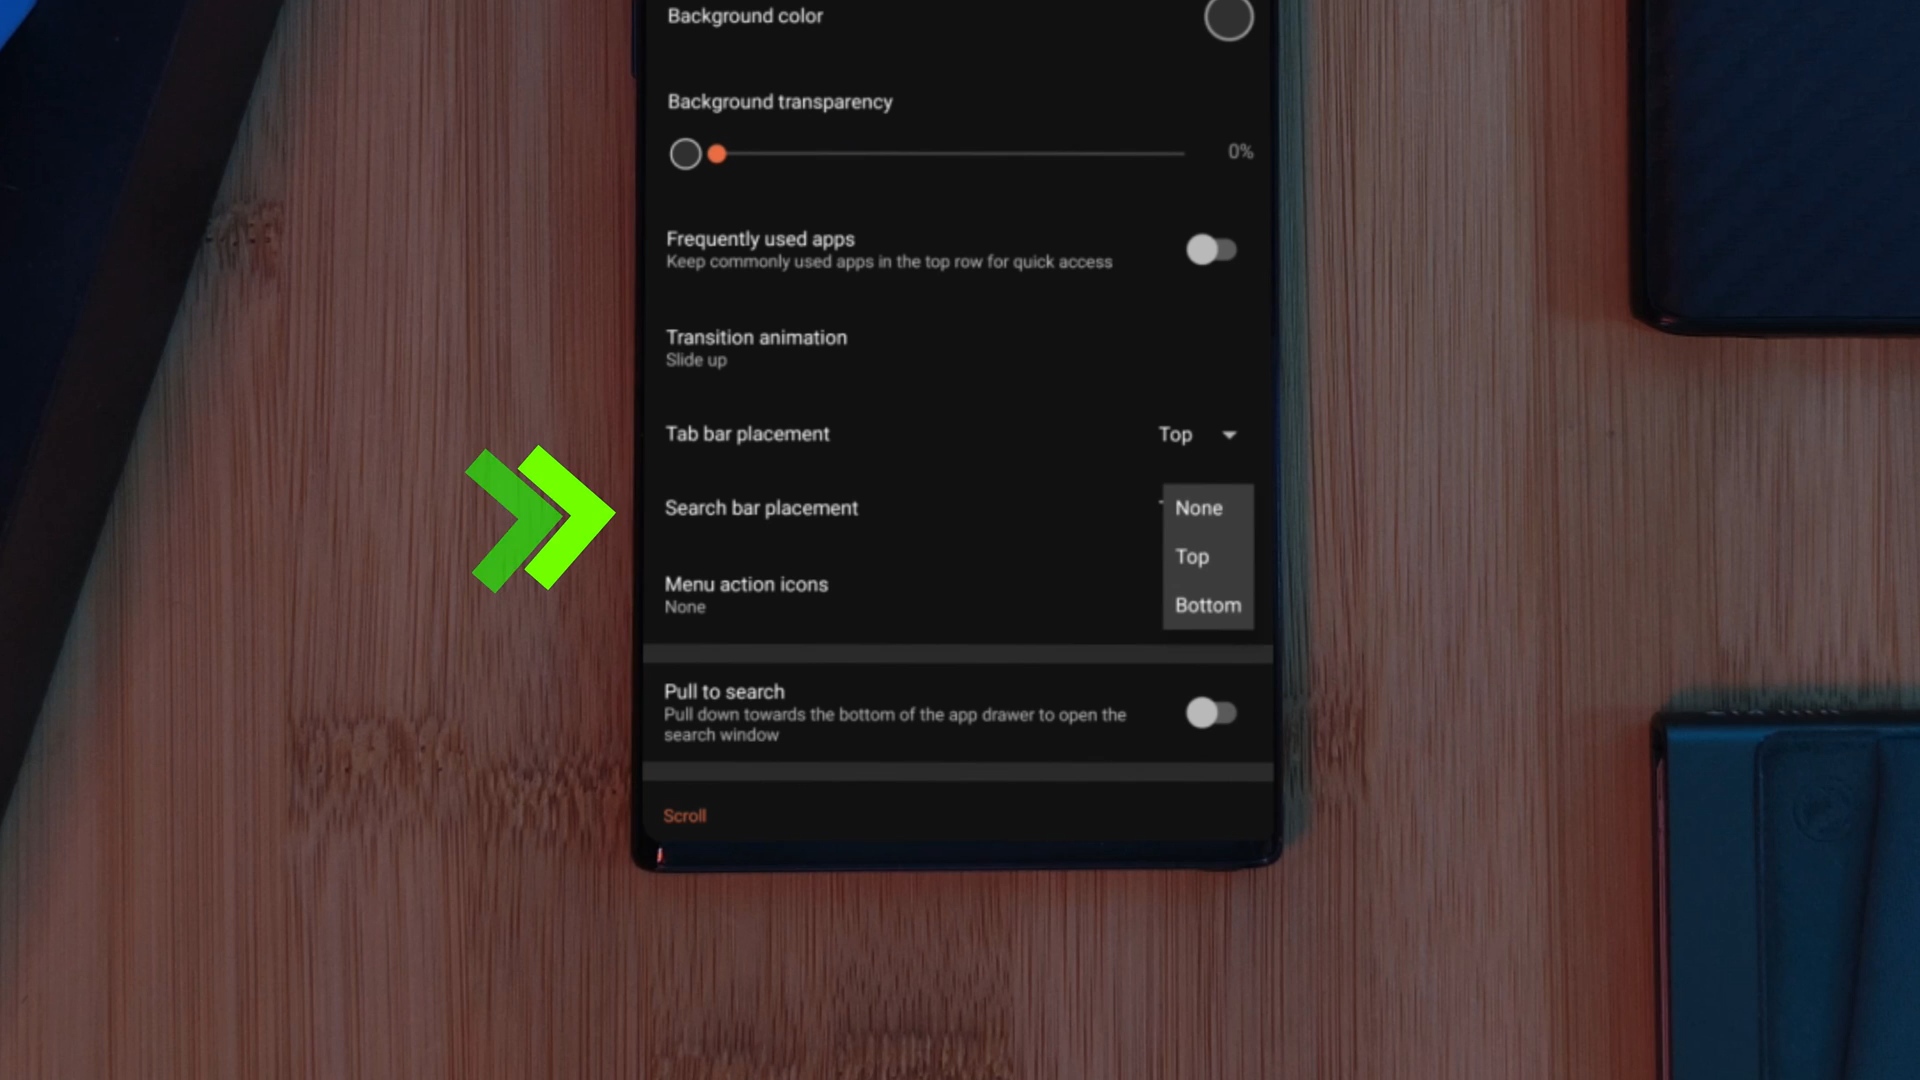 Background color
Background transparency
0%
Frequently used apps
Keep commonly used apps in the top row for quick access
Transition animation
Slide up
Tab bar placement
Top
Search bar placement
None
Top
Bottom
Menu action icons
None
Pull to search
Pull down towards the bottom of the app drawer to open the
search window
Scroll